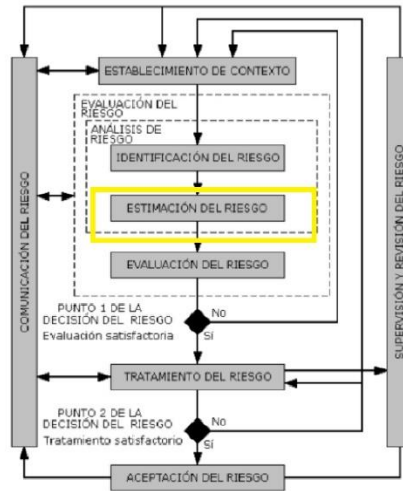 ESTABLECIMIENTO DE CONTEXTO
EVALUACIÓN DEL
RIESGO
ANÁLISIS DE
RIESGO
IDENTIFICACIÓN DEL RIESGO
ESTIMACIÓN DEL RIESGO
EVALUACIÓN DEL RIESGO
COMUNICACIÓN DEL RIESGO
SUPERVISIÓN Y REVISIÓN DEL RIESGO
PUNTO 1 DE LA
DECISIÓN DEL RIESGO
Evaluación satisfactoria
No
Sí
TRATAMIENTO DEL RIESGO
PUNTO 2 DE LA
DECISIÓN DEL RIESGO
Tratamiento satisfactorio
No
Sí
ACEPTACIÓN DEL RIESGO